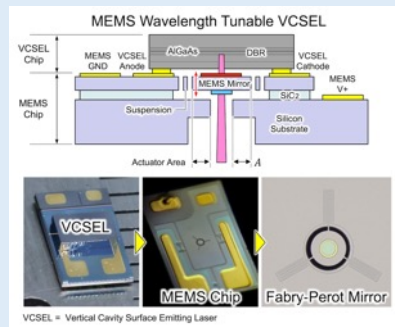 MEMS Wavelength Tunable VCSEL
VCSEL
Chip
MEMS
Chip
MEMS
GND
VCSEL
Anode
AlGaAs
DBR
VCSEL
Cathode
MEMS
V+
MEMS Mirror
SiC2
Suspension
Silicon
Substrate
Actuator Area
A
VCSEL
MEMS Chip
Fabry-Perot Mirror
VCSEL = Vertical Cavity Surface Emitting Laser